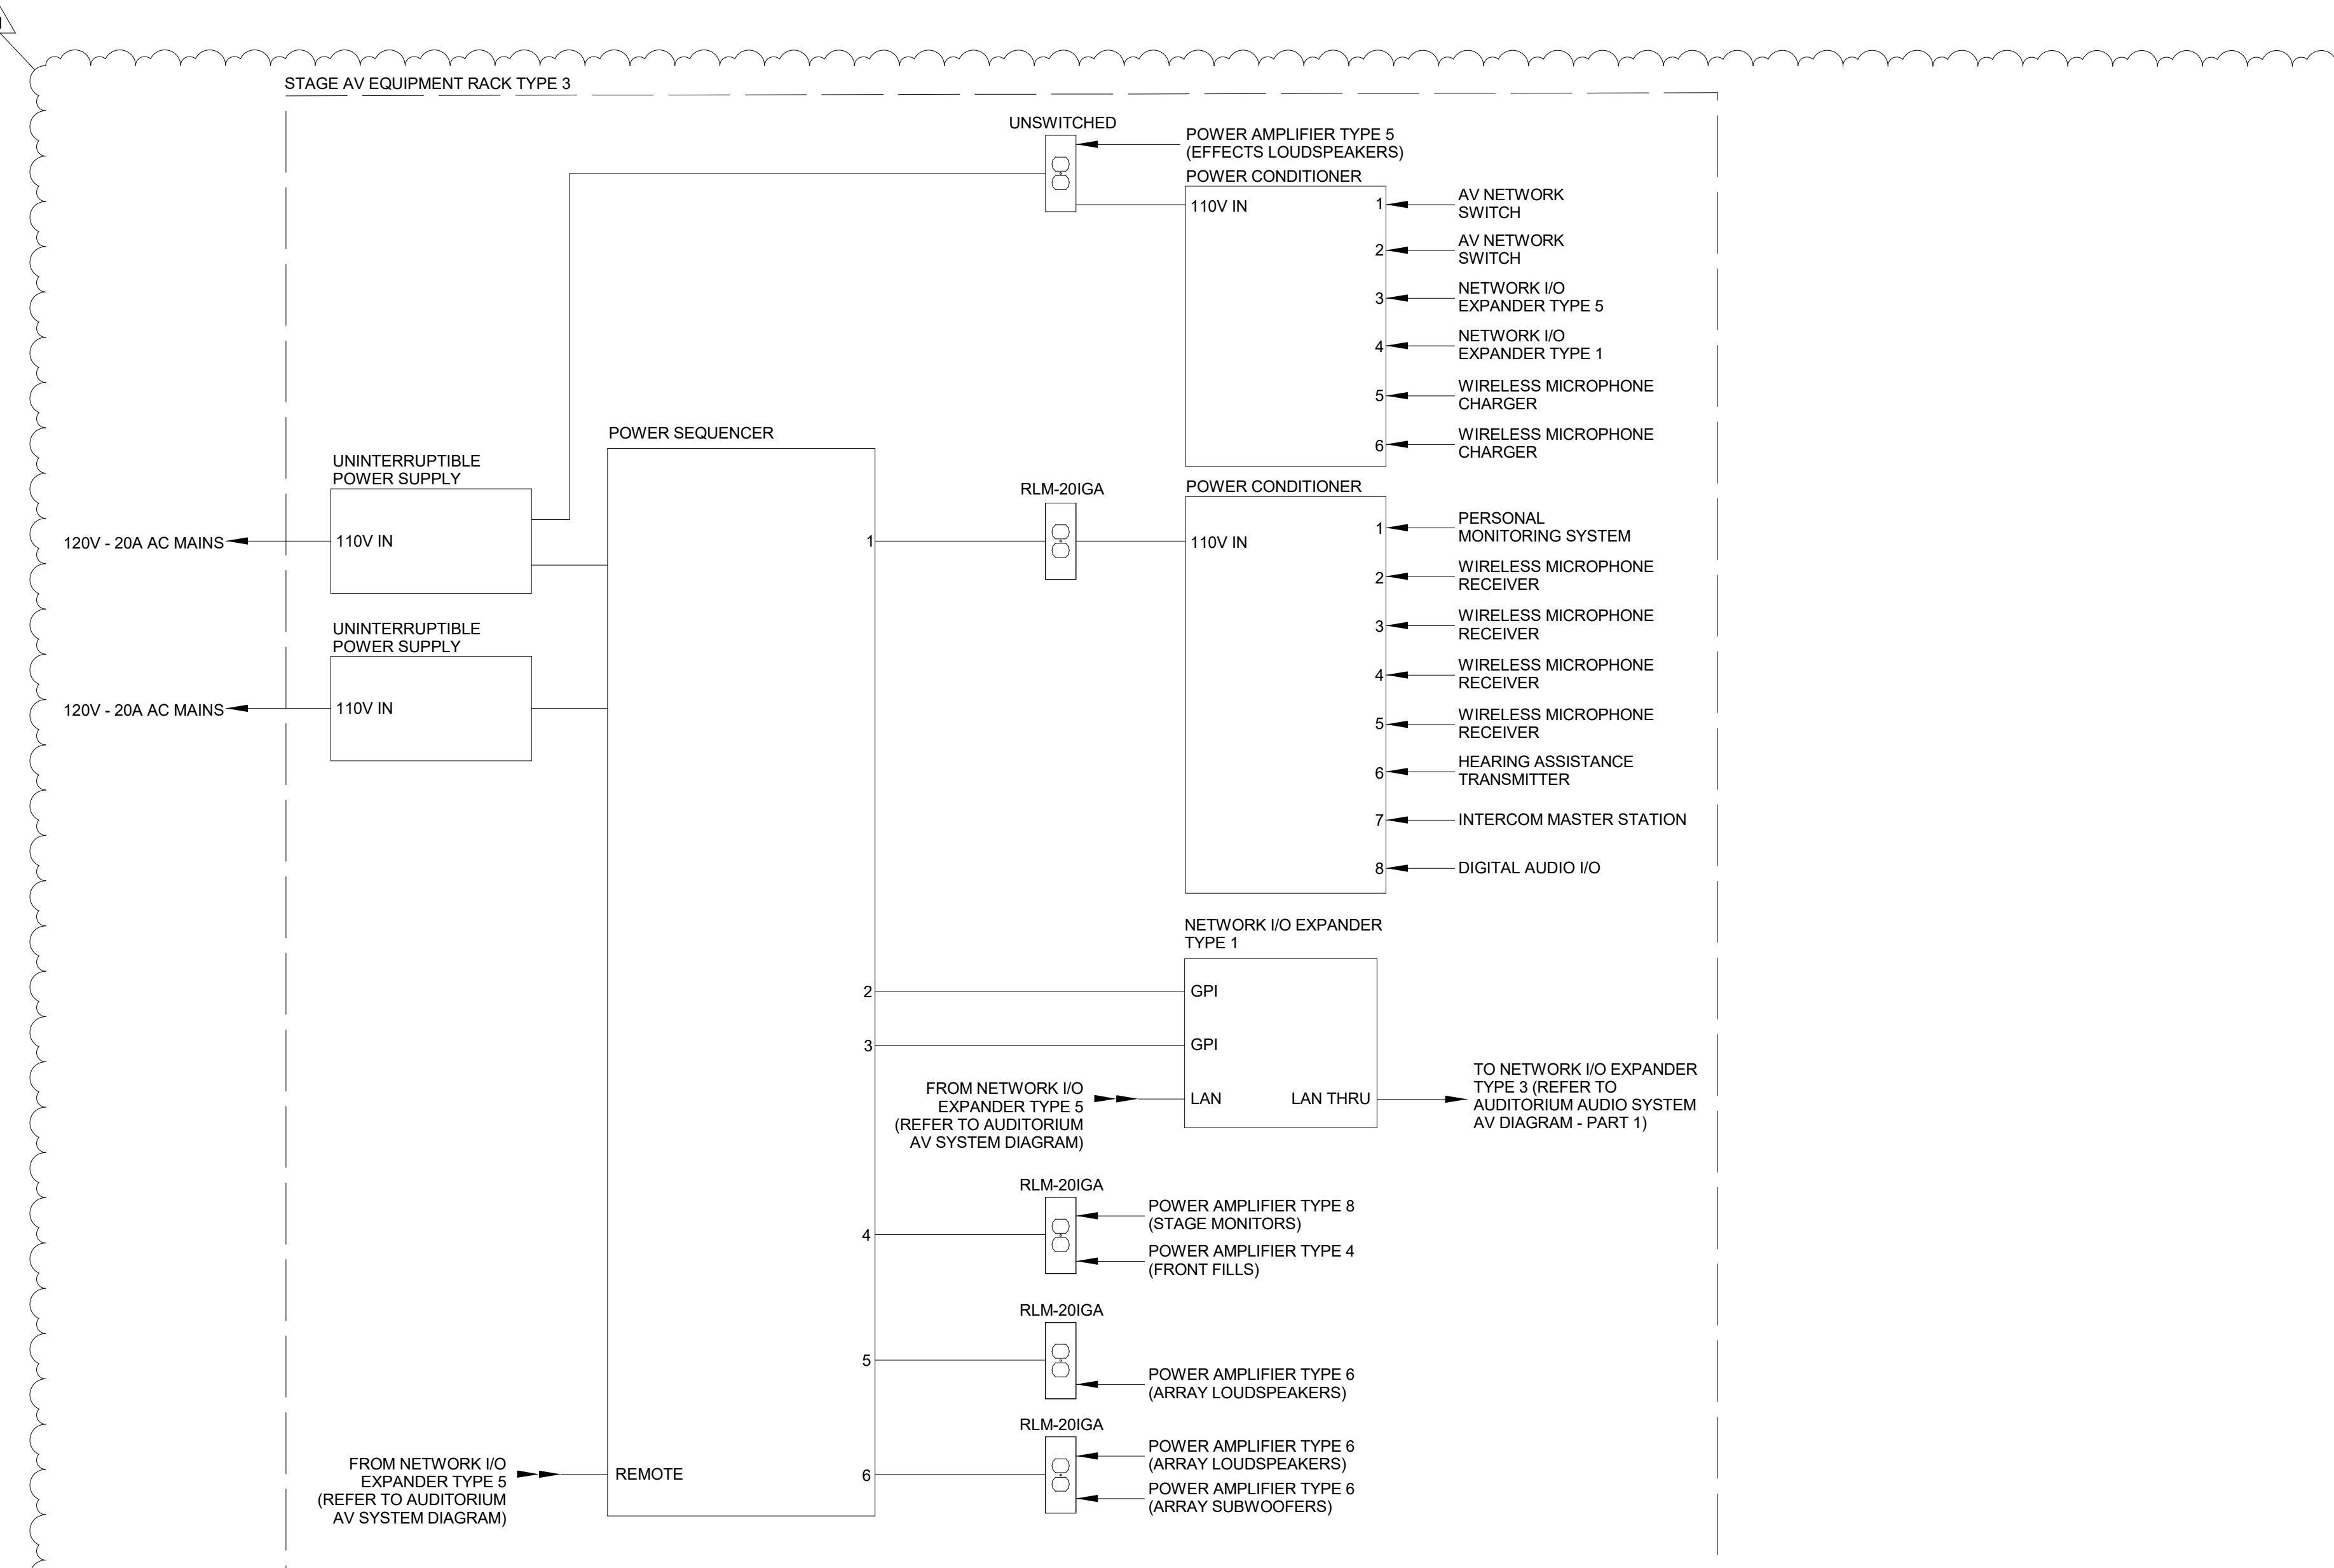 STAGE AV EQUIPMENT RACK TYPE 3
UNSWITCHED
POWER AMPLIFIER TYPE 5
(EFFECTS LOUDSPEAKERS)
POWER CONDITIONER
110V IN
1
AV NETWORK
SWITCH
2
AV NETWORK
SWITCH
3
NETWORK I/O
EXPANDER TYPE 5
4
NETWORK I/O
EXPANDER TYPE 1
5
WIRELESS MICROPHONE
CHARGER
6
WIRELESS MICROPHONE
CHARGER
UNINTERRUPTIBLE
POWER SUPPLY
120V - 20A AC MAINS
110V IN
UNINTERRUPTIBLE
POWER SUPPLY
120V - 20A AC MAINS
110V IN
POWER SEQUENCER
1
RLM-20IGA
POWER CONDITIONER
110V IN
1
PERSONAL
MONITORING SYSTEM
2
WIRELESS MICROPHONE
RECEIVER
3
WIRELESS MICROPHONE
RECEIVER
4
WIRELESS MICROPHONE
RECEIVER
5
WIRELESS MICROPHONE
RECEIVER
6
HEARING ASSISTANCE
TRANSMITTER
7
INTERCOM MASTER STATION
8
DIGITAL AUDIO I/O
NETWORK I/O EXPANDER
TYPE 1
2
GPI
3
GPI
FROM NETWORK I/O
EXPANDER TYPE 5
(REFER TO AUDITORIUM
AV SYSTEM DIAGRAM)
LAN
LAN THRU
TO NETWORK I/O EXPANDER
TYPE 3 (REFER TO
AUDITORIUM AUDIO SYSTEM
AV DIAGRAM - PART 1)
RLM-20IGA
4
POWER AMPLIFIER TYPE 8
(STAGE MONITORS)
POWER AMPLIFIER TYPE 4
(FRONT FILLS)
RLM-20IGA
5
POWER AMPLIFIER TYPE 6
(ARRAY LOUDSPEAKERS)
RLM-20IGA
6
POWER AMPLIFIER TYPE 6
(ARRAY LOUDSPEAKERS)
POWER AMPLIFIER TYPE 6
(ARRAY SUBWOOFERS)
FROM NETWORK I/O
EXPANDER TYPE 5
(REFER TO AUDITORIUM
AV SYSTEM DIAGRAM)
REMOTE